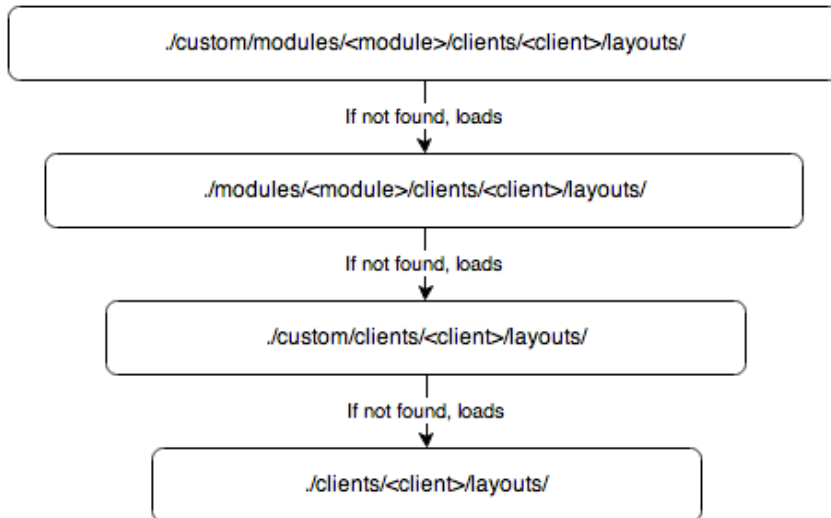 ./custom/modules/<module>/clients/<client>/layouts/
If not found, loads
./modules/<module>/clients/<client>/layouts/
If not found, loads
./custom/clients/<client>/layouts/
If not found, loads
./clients/<client>/layouts/